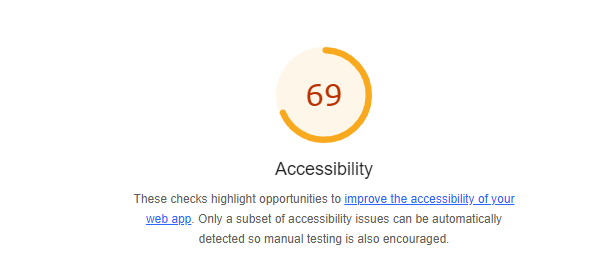 69
Accessibility
These checks highlight opportunities to improve the accessibility of your
web app. Only a subset of accessibility issues can be automatically
detected so manual testing is also encouraged.